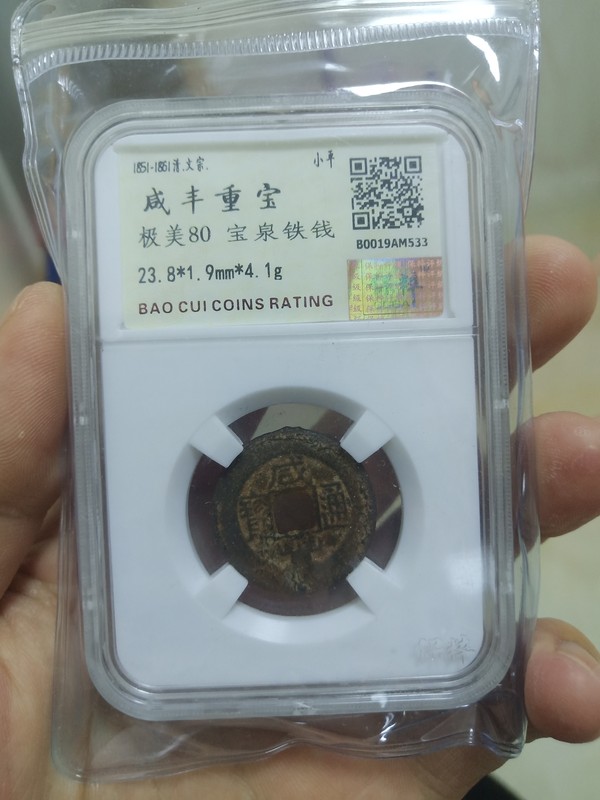 1851-1861清.文宗. 小平
咸丰重宝
极美80 宝泉铁钱
23.8*1.9mm*4.1g
BAO CUI COINS RATING
B0019AM533
咸